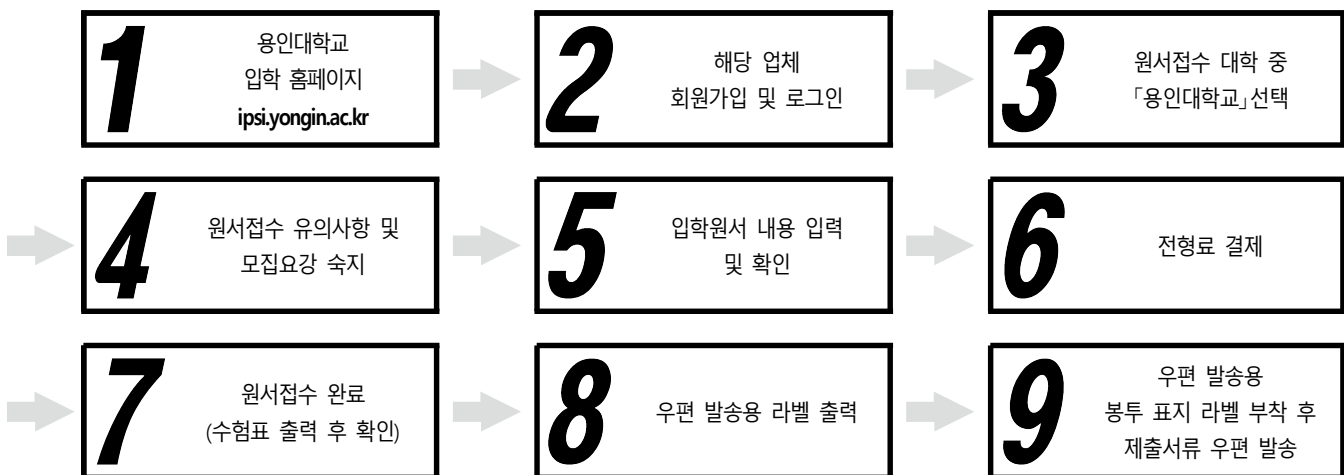 1
용인대학교
입학 홈페이지
ipsi.yongin.ac.kr
2
해당 업체
회원가입 및 로그인
3
원서접수 대학 중
「용인대학교」선택
4
원서접수 유의사항 및
모집요강 숙지
5
입학원서 내용 입력
및 확인
6
전형료 결제
7
원서접수 완료
(수험표 출력 후 확인)
8
우편 발송용 라벨 출력
9
우편 발송용
봉투 표지 라벨 부착 후
제출서류 우편 발송